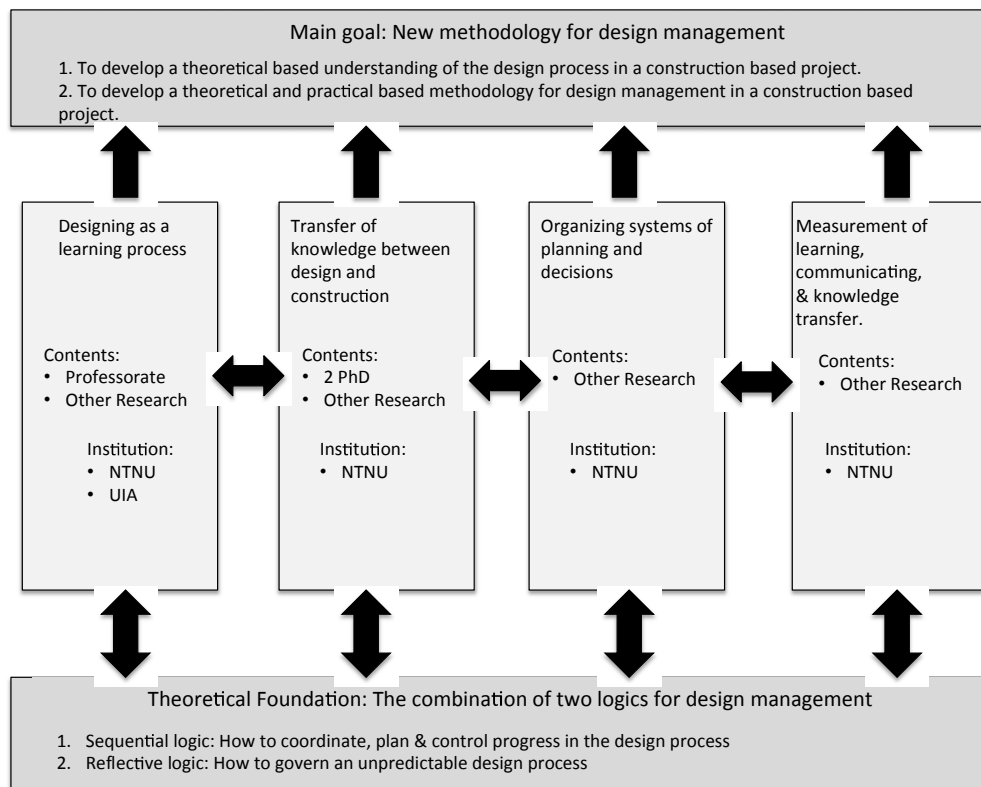 Main goal: New methodology for design management
1. To develop a theoretical based understanding of the design process in a construction based project.
2. To develop a theoretical and practical based methodology for design management in a construction based
project.
Designing as a
learning process
Contents:
• Professorate
• Other Research
Institution:
• NTNU
• UIA
Transfer of
knowledge between
design and
construction
Contents:
• 2 PhD
• Other Research
Institution:
• NTNU
Organizing systems of
planning and
decisions
Contents:
• Other Research
Institution:
• NTNU
Measurement of
learning,
communicating,
& knowledge
transfer.
Contents:
• Other Research
Institution:
• NTNU
Theoretical Foundation: The combination of two logics for design management
1. Sequential logic: How to coordinate, plan & control progress in the design process
2. Reflective logic: How to govern an unpredictable design process